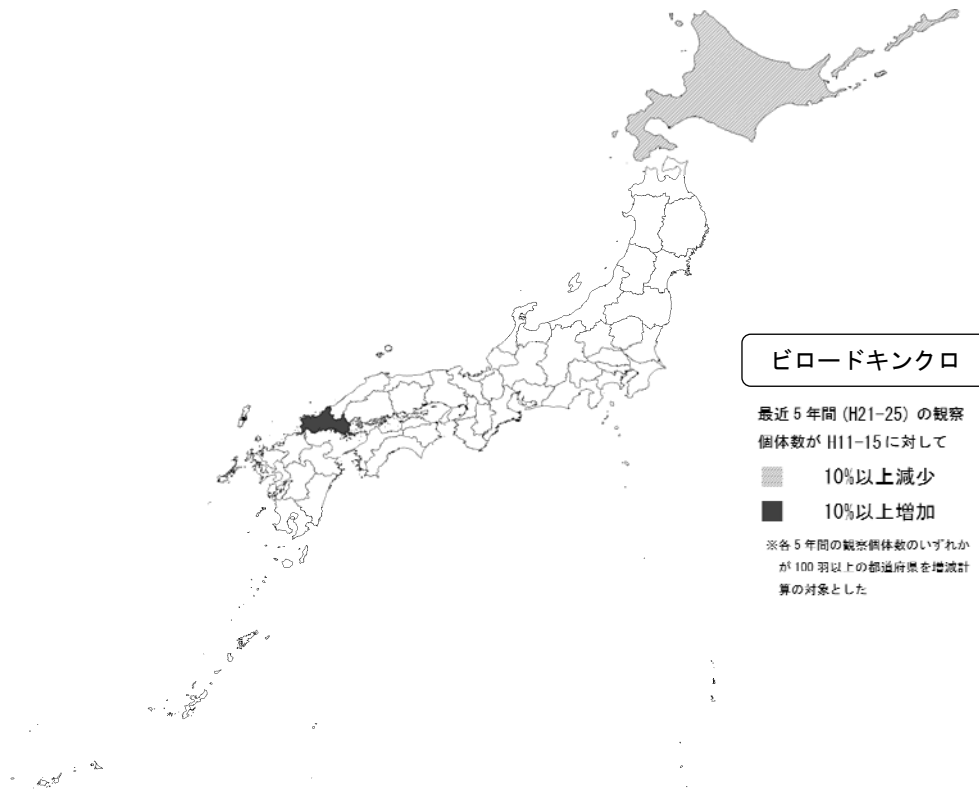 ビロードキンクロ
最近5年間(H21-25)の観察
個体数がH11-15に対して
10%以上減少
10%以上増加
※各5年間の観察個体数のいずれか
が100羽以上の都道府県を増減計
算の対象とした